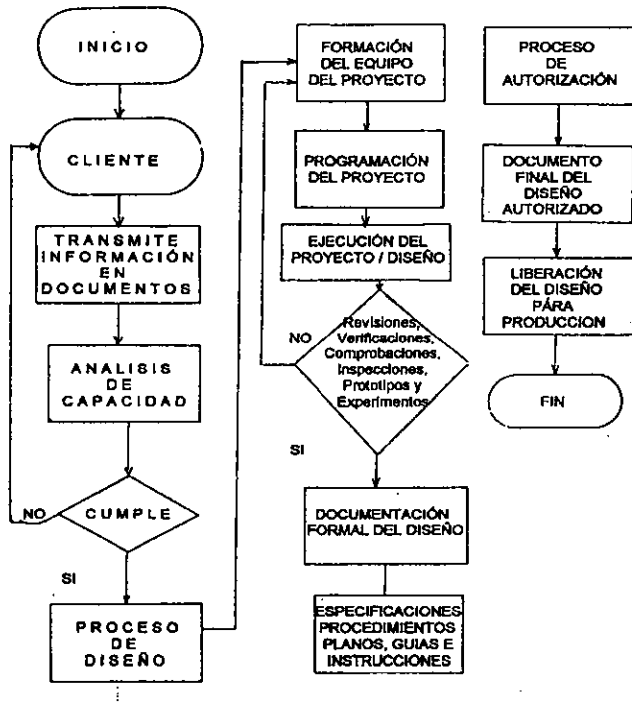 INICIO
CLIENTE
TRANSMITE
INFORMACIÓN
EN
DOCUMENTOS
ANALISIS
DE
CAPACIDAD
NO
CUMPLE
SI
PROCESO
DE
DISEÑO
FORMACIÓN
DEL EQUIPO
DEL PROYECTO
PROGRAMACIÓN
DEL PROYECTO
EJECUCIÓN DEL
PROYECTO / DISEÑO
NO
Revisiones,
Verificaciones,
Comprobaciones,
Inspecciones,
Prototipos y
Experimentos
SI
DOCUMENTACIÓN
FORMAL DEL DISEÑO
ESPECIFICACIONES
PROCEDIMIENTOS
PLANOS, GUIAS E
INSTRUCCIONES
PROCESO
DE
AUTORIZACIÓN
DOCUMENTO
FINAL DEL
DISEÑO
AUTORIZADO
LIBERACIÓN
DEL DISEÑO
PÁRA
PRODUCCION
FIN